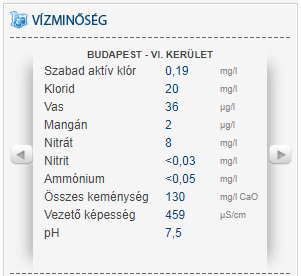 VÍZMINŐSÉG
BUDAPEST - VI. KERÜLET
Szabad aktív klór 0,19 mg/l
Klorid 20 mg/l
Vas 36 µg/l
Mangán 2 µg/l
Nitrát 8 mg/l
Nitrit <0,03 mg/l
Ammónium <0,05 mg/l
Összes keménység 130 mg/l CaO
Vezető képesség 459 µS/cm
pH 7,5